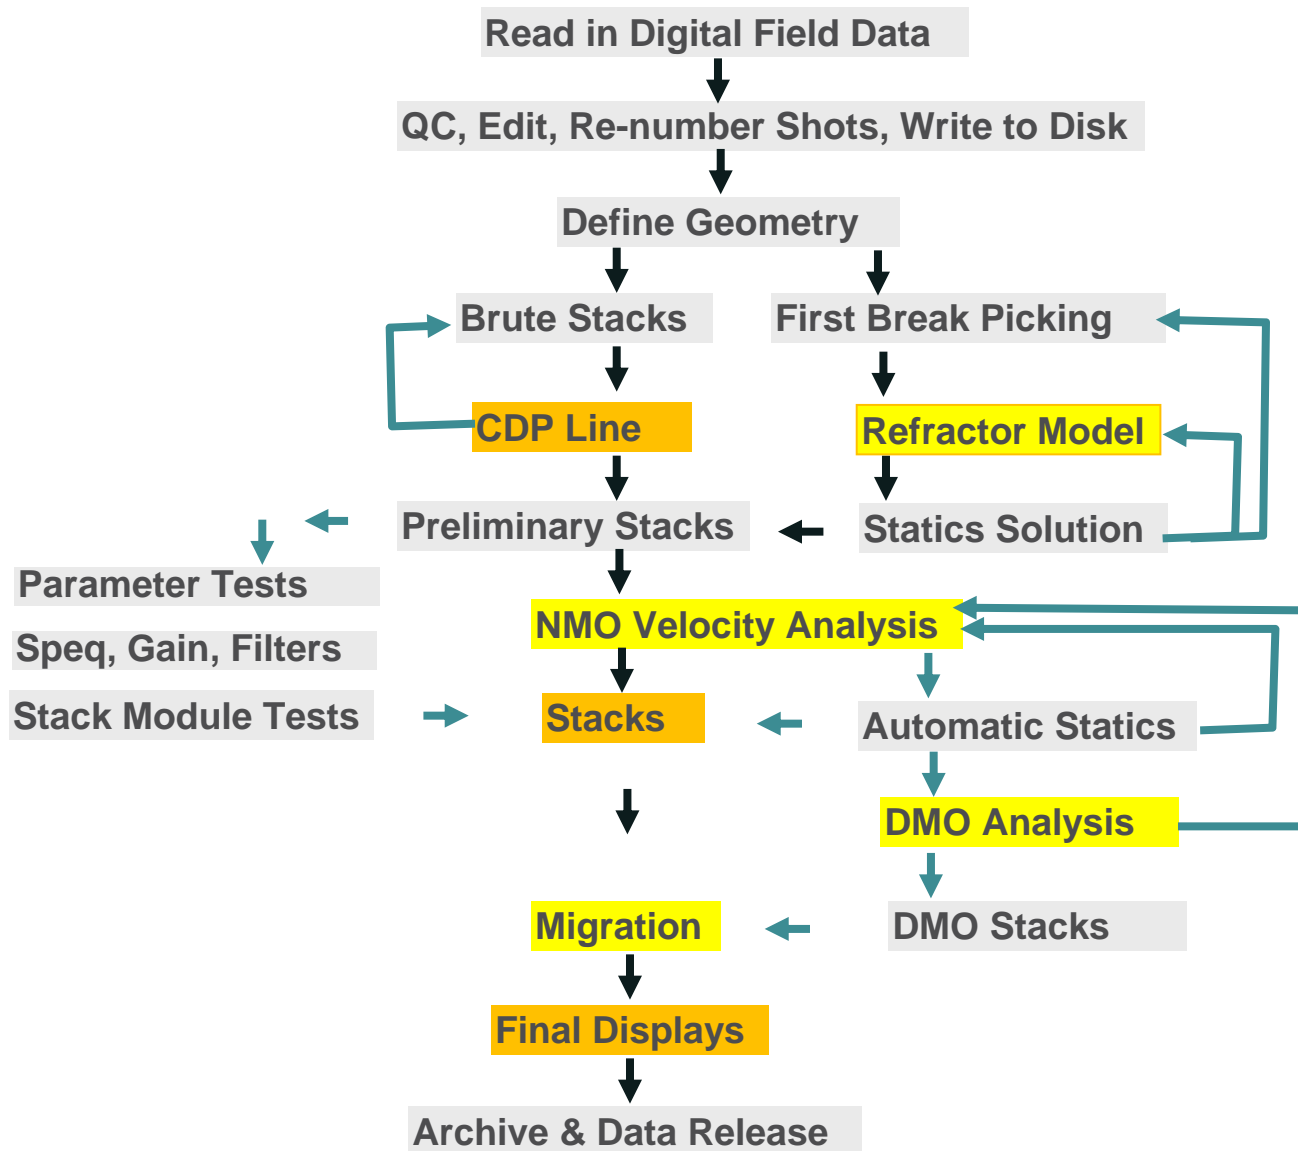 Read in Digital Field Data
QC, Edit, Re-number Shots, Write to Disk
Define Geometry
Brute Stacks
First Break Picking
CDP Line
Refractor Model
Preliminary Stacks
Statics Solution
Parameter Tests
NMO Velocity Analysis
Speq, Gain, Filters
Stack Module Tests
Stacks
Automatic Statics
DMO Analysis
Migration
DMO Stacks
Final Displays
Archive & Data Release